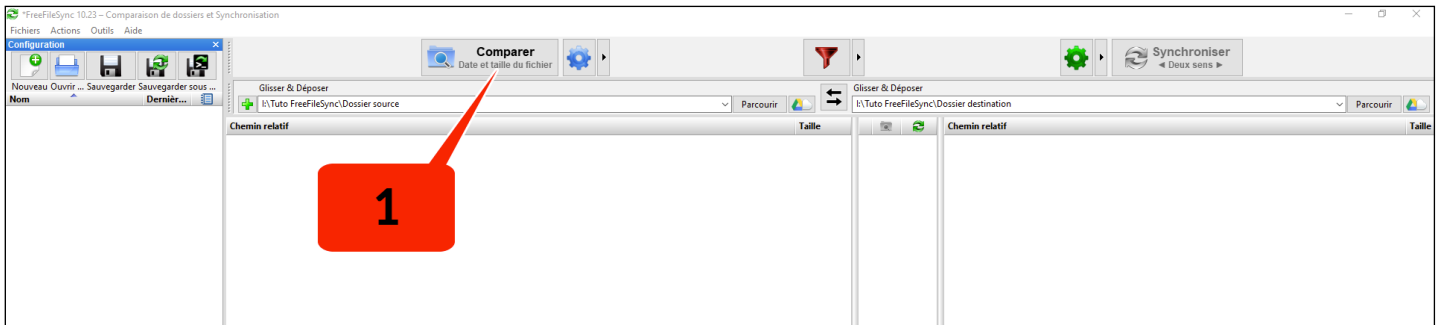 *FreeFileSync 10.23 – Comparaison de dossiers et Synchronisation
Fichiers Actions Outils Aide
Configuration
Comparer
Date et taille du fichier
Synchroniser
◄ Deux sens ►
Nouveau Ouvrir ... Sauvegarder Sauvegarder sous ...
Nom Dernièr...
Glisser & Déposer
I:\Tuto FreeFileSync\Dossier source Parcourir
Glisser & Déposer
I:\Tuto FreeFileSync\Dossier destination Parcourir
Chemin relatif Taille
Chemin relatif Taille
1